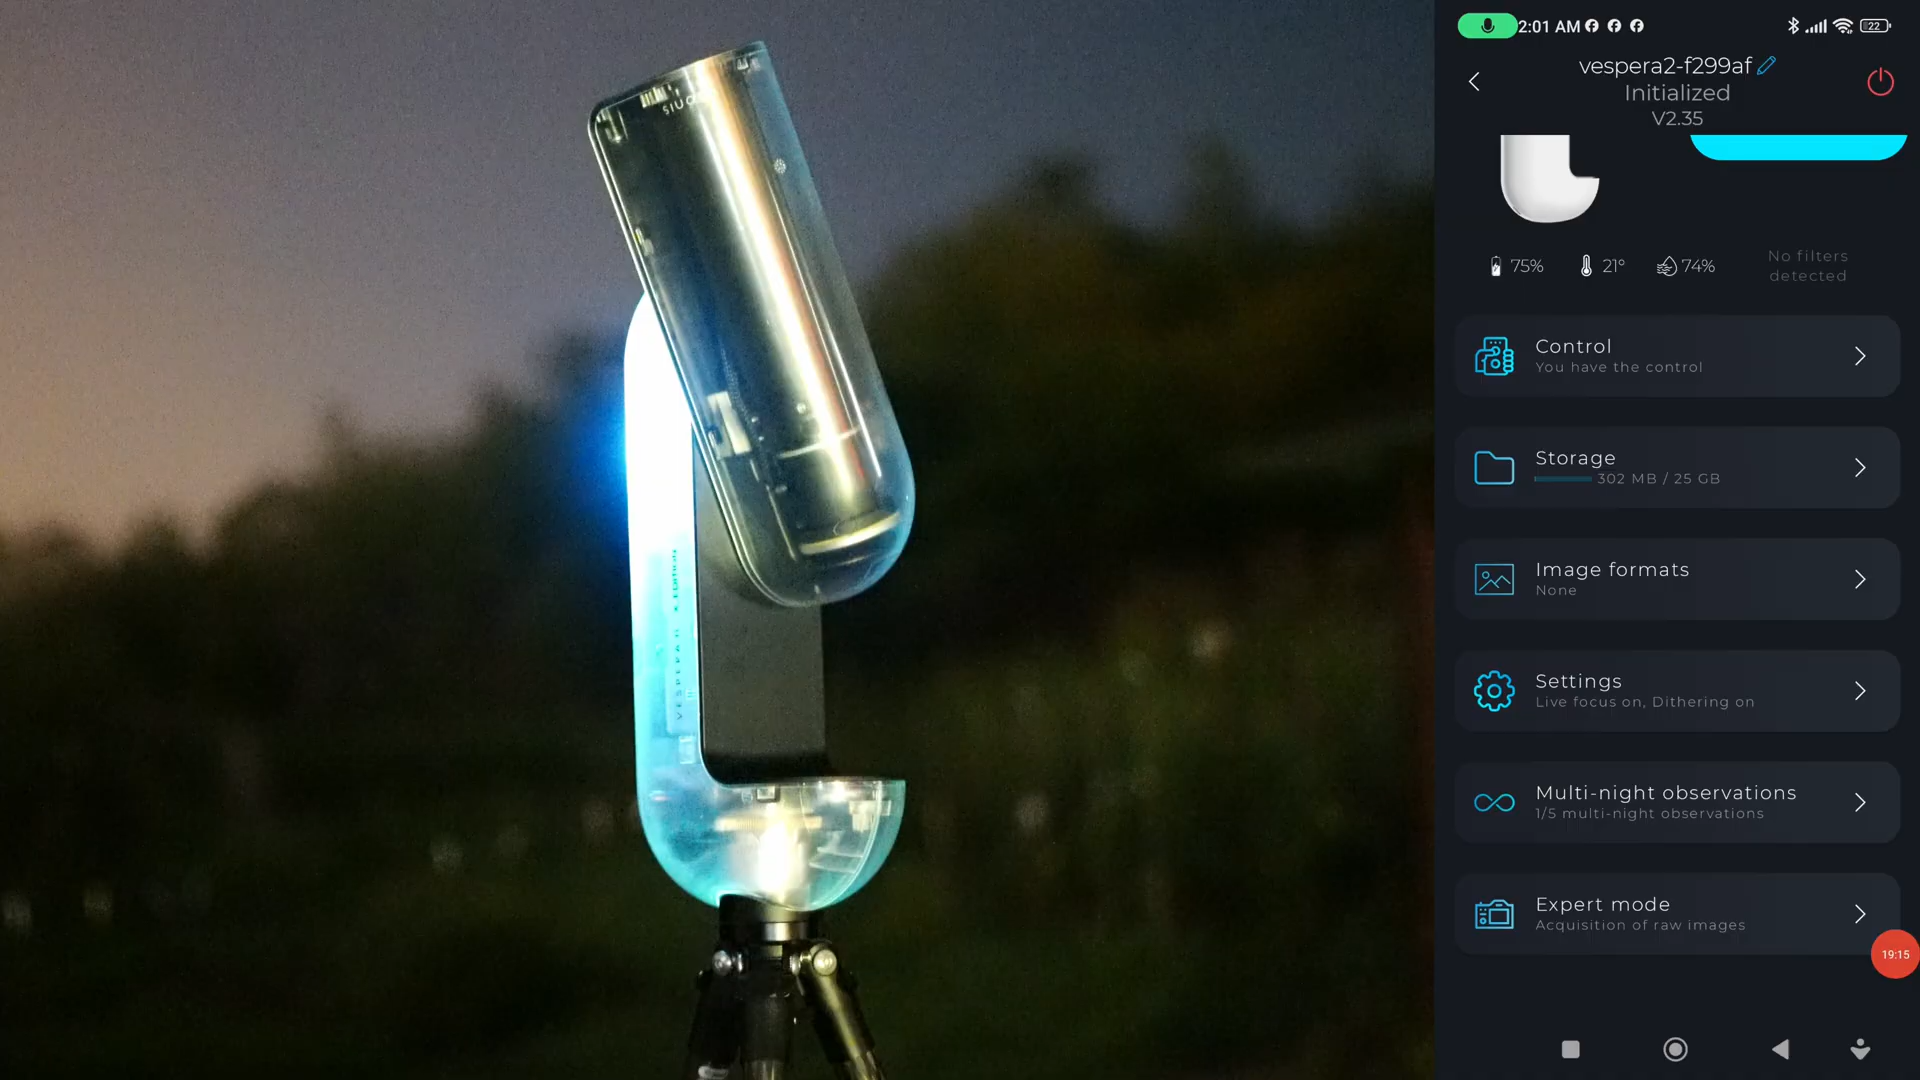 2:01 AM
22
vespera2-f299af
Initialized
V2.35
75%
21°
74%
No filters
detected
Control
You have the control
Storage
302 MB / 25 GB
Image formats
None
Settings
Live focus on, Dithering on
Multi-night observations
1/5 multi-night observations
Expert mode
Acquisition of raw images
19:15
VESPERA